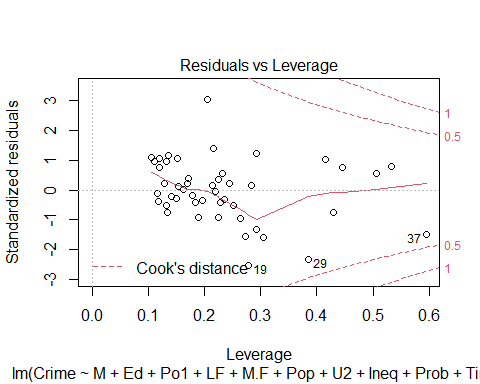 Residuals vs Leverage
Standardized residuals
3
2
1
0
-1
-2
-3
1
0.5
0.5
1
37
29
19
Cook's distance
0.0 0.1 0.2 0.3 0.4 0.5 0.6
Leverage
lm(Crime ~ M + Ed + Po1 + LF + M.F + Pop + U2 + Ineq + Prob + Ti